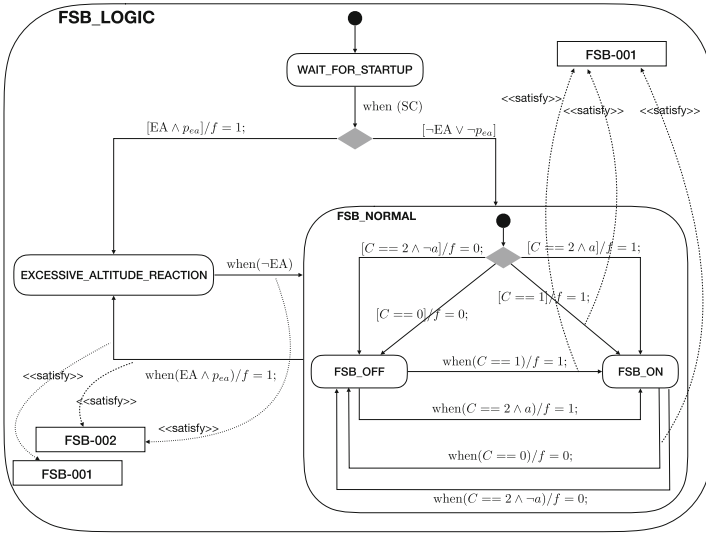 FSB_LOGIC
FSB-001
WAIT_FOR_STARTUP
<<satisfy>>
<<satisfy>>
<<satisfy>>
when (SC)
[EA ∧ p_ea]/f = 1;
[¬EA ∨ ¬p_ea]
FSB_NORMAL
[C == 2 ∧ ¬a]/f = 0;
[C == 2 ∧ a]/f = 1;
when(¬EA)
EXCESSIVE_ALTITUDE_REACTION
[C == 1]/f = 1;
[C == 0]/f = 0;
when(C == 1)/f = 1;
FSB_OFF
FSB_ON
<<satisfy>>
when(EA ∧ p_ea)/f = 1;
<<satisfy>>
when(C == 2 ∧ a)/f = 1;
<<satisfy>>
FSB-002
when(C == 0)/f = 0;
FSB-001
when(C == 2 ∧ ¬a)/f = 0;